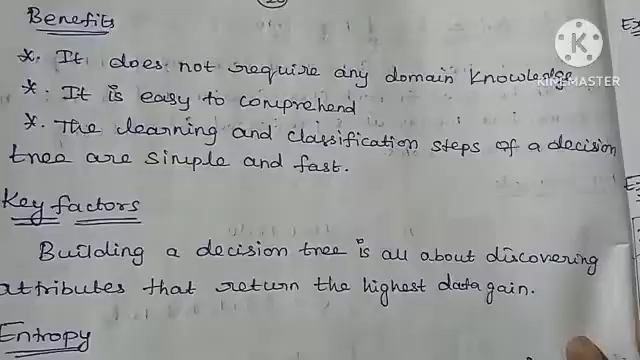 Benefits
*. It does not require any domain knowledge
*. It is easy to comprehend
*. The learning and classification steps of a decision
tree are simple and fast.
Key factors
Building a decision tree is all about discovering
attributes that return the highest data gain.
Entropy
KINEMASTER